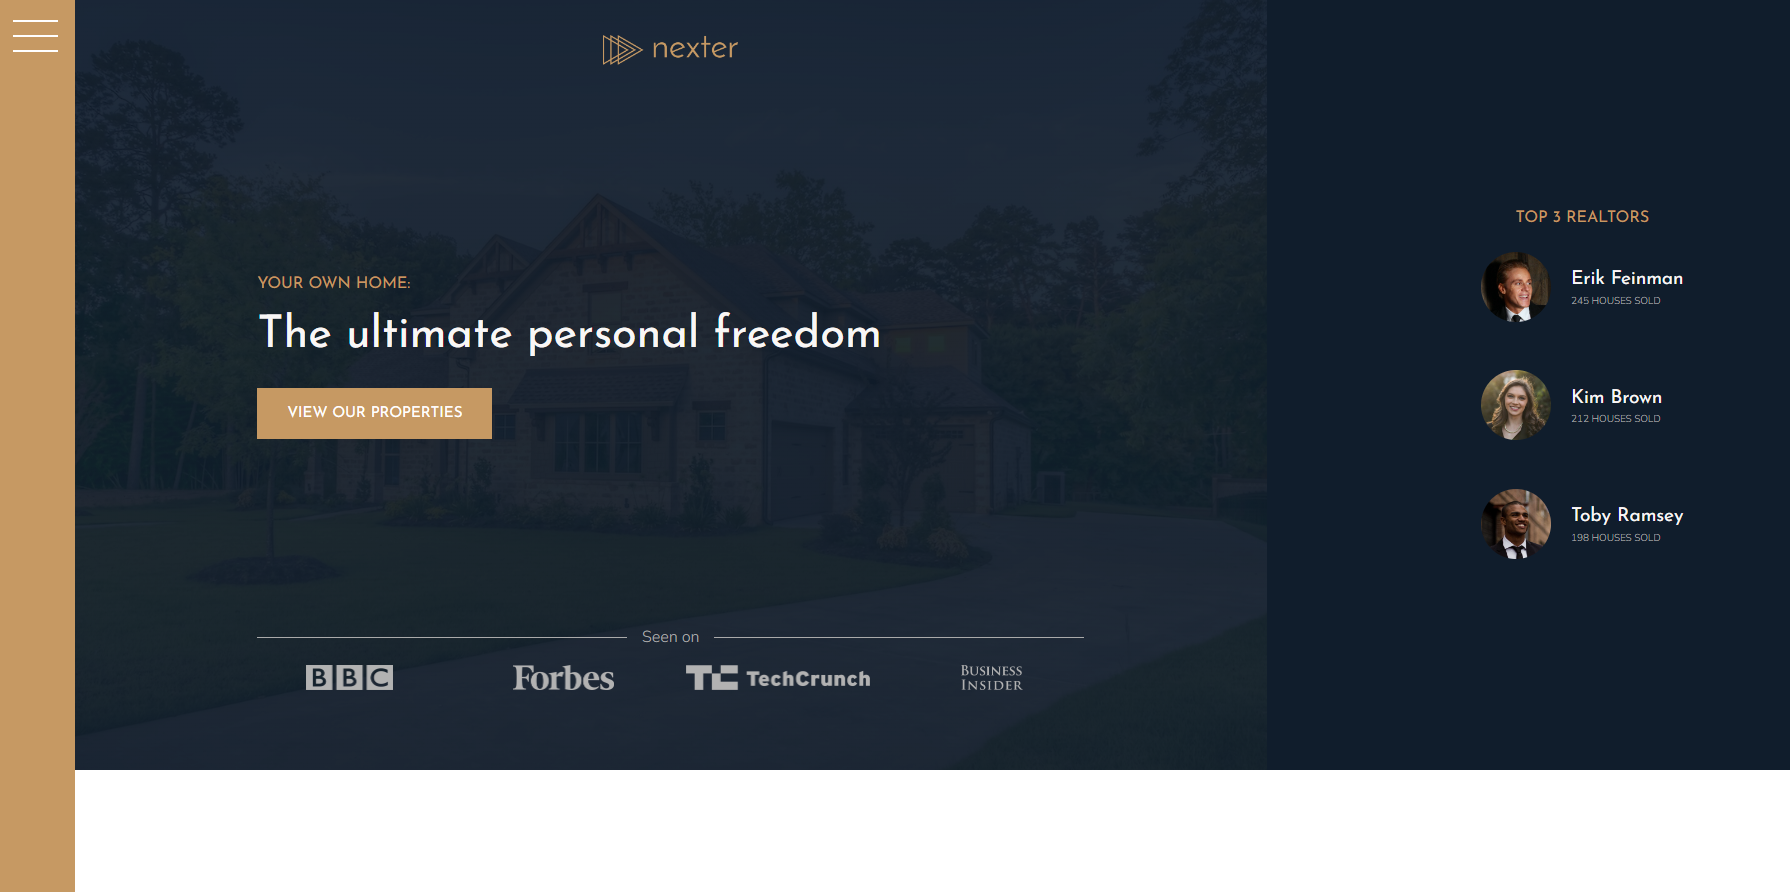 nexter
YOUR OWN HOME:
The ultimate personal freedom
VIEW OUR PROPERTIES
Seen on
BBC
Forbes
TC TechCrunch
BUSINESS
INSIDER
TOP 3 REALTORS
Erik Feinman
245 HOUSES SOLD
Kim Brown
212 HOUSES SOLD
Toby Ramsey
198 HOUSES SOLD